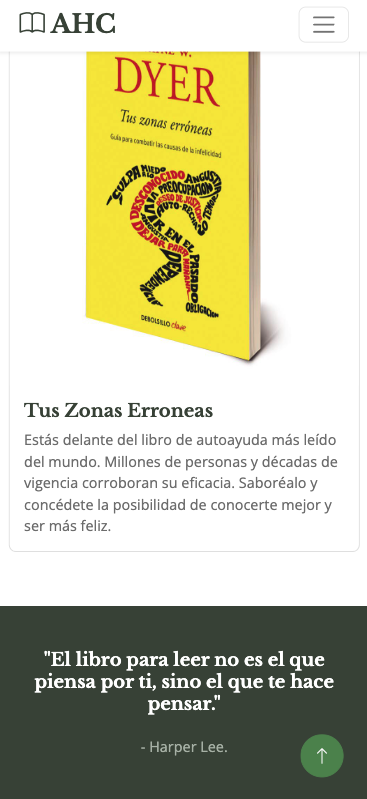 AHC
DYER
Tus zonas erróneas
Guía para combatir las causas de la infelicidad
CULPA MIEDO
ANGUSTIA
DESCONOCIDO
PREOCUPACIÓN
DESEO DE JUSTICIA
AUTO-RECHAZO
VIVIR EN EL PASADO
DEJAR PARA MAÑANA
OBLIGACIÓN
DEBOLSILLO clave
Tus Zonas Erroneas
Estás delante del libro de autoayuda más leído
del mundo. Millones de personas y décadas de
vigencia corroboran su eficacia. Saboréalo y
concédete la posibilidad de conocerte mejor y
ser más feliz.
"El libro para leer no es el que
piensa por ti, sino el que te hace
pensar."
- Harper Lee.